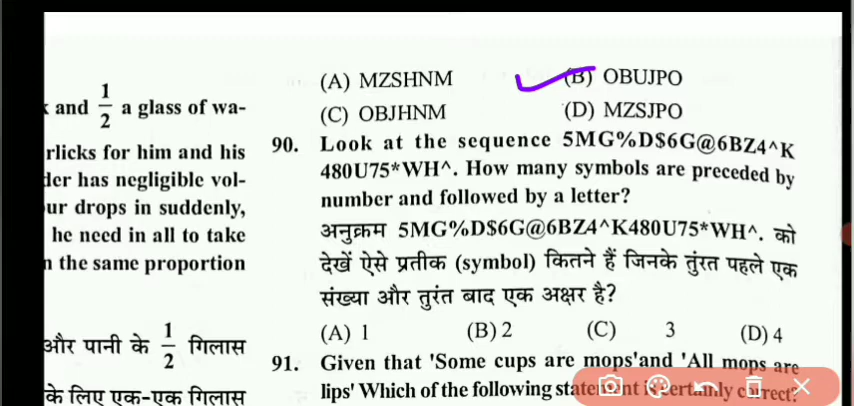 1
and — a glass of wa-
2
rlicks for him and his
der has negligible vol-
ur drops in suddenly,
he need in all to take
n the same proportion
1
और पानी के — गिलास
2
के लिए एक-एक गिलास
(A) MZSHNM (B) OBUJPO
(C) OBJHNM (D) MZSJPO
90. Look at the sequence 5MG%D$6G@6BZ4^K
480U75*WH^. How many symbols are preceded by
number and followed by a letter?
अनुक्रम 5MG%D$6G@6BZ4^K480U75*WH^. को
देखें ऐसे प्रतीक (symbol) कितने हैं जिनके तुंरत पहले एक
संख्या और तुरंत बाद एक अक्षर है?
(A) 1 (B) 2 (C) 3 (D) 4
91. Given that 'Some cups are mops'and 'All mops are
lips' Which of the following statement is certainly correct?